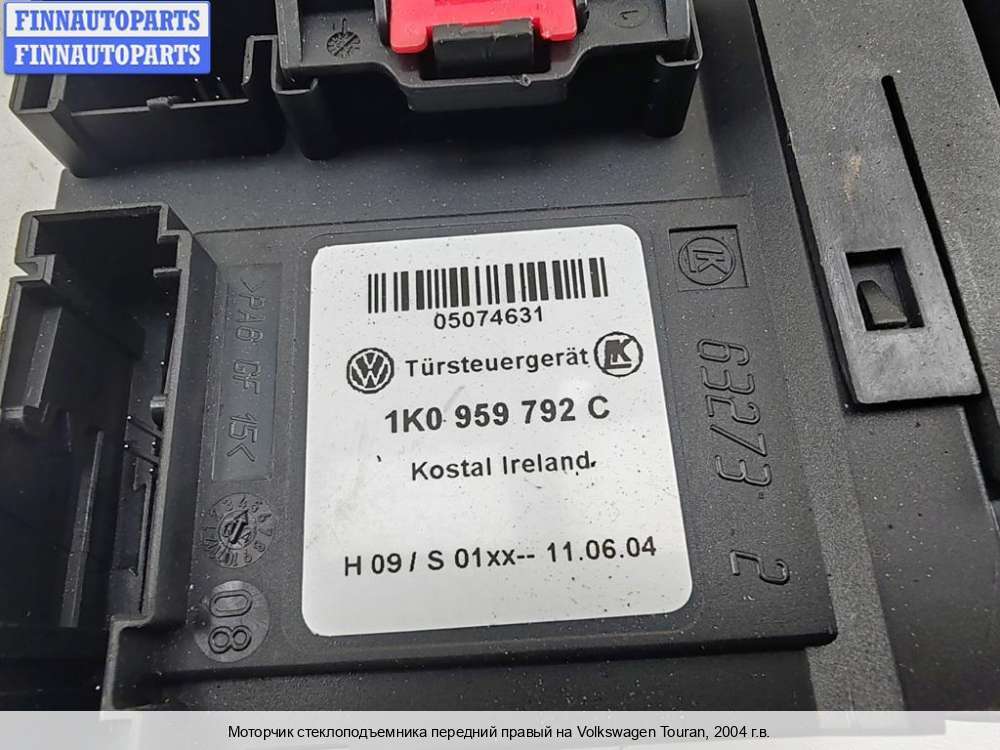 FINNAUTOPARTS
FINNAUTOPARTS
05074631
Türsteuergerät
1K0 959 792 C
Kostal Ireland
H 09 / S 01xx-- 11.06.04
>PA6 GF 15<
08
63273 2
LK
Моторчик стеклоподъемника передний правый на Volkswagen Touran, 2004 г.в.